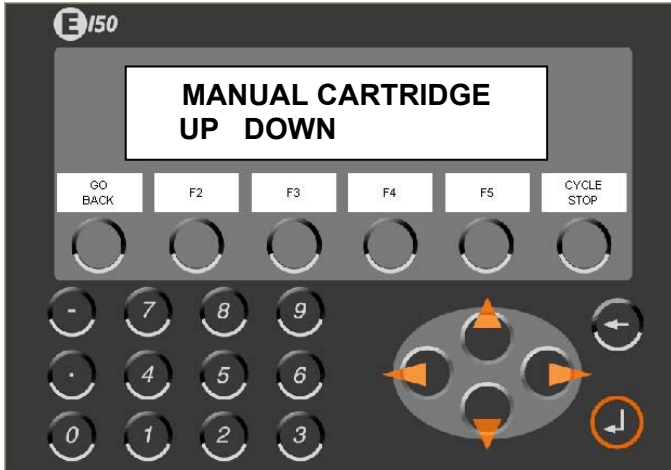 E/50
MANUAL CARTRIDGE
UP DOWN
GO BACK F2 F3 F4 F5 CYCLE STOP
- 7 8 9
. 4 5 6
0 1 2 3